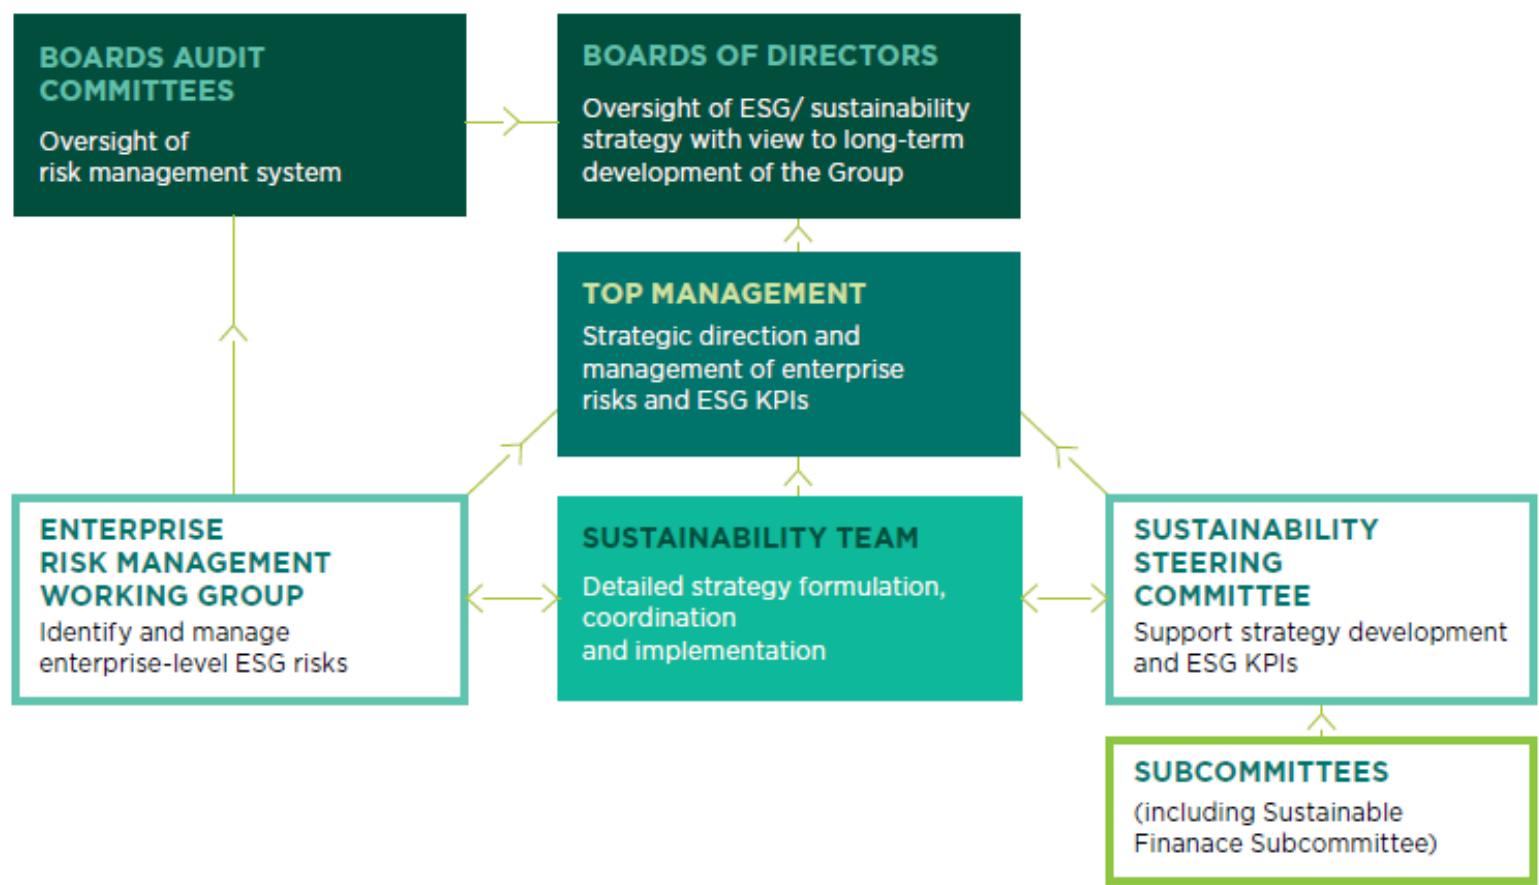 BOARDS AUDIT
COMMITTEES
Oversight of
risk management system
BOARDS OF DIRECTORS
Oversight of ESG/ sustainability
strategy with view to long-term
development of the Group
TOP MANAGEMENT
Strategic direction and
management of enterprise
risks and ESG KPIs
ENTERPRISE
RISK MANAGEMENT
WORKING GROUP
Identify and manage
enterprise-level ESG risks
SUSTAINABILITY TEAM
Detailed strategy formulation,
coordination
and implementation
SUSTAINABILITY
STEERING
COMMITTEE
Support strategy development
and ESG KPIs
SUBCOMMITTEES
(including Sustainable
Finanace Subcommittee)